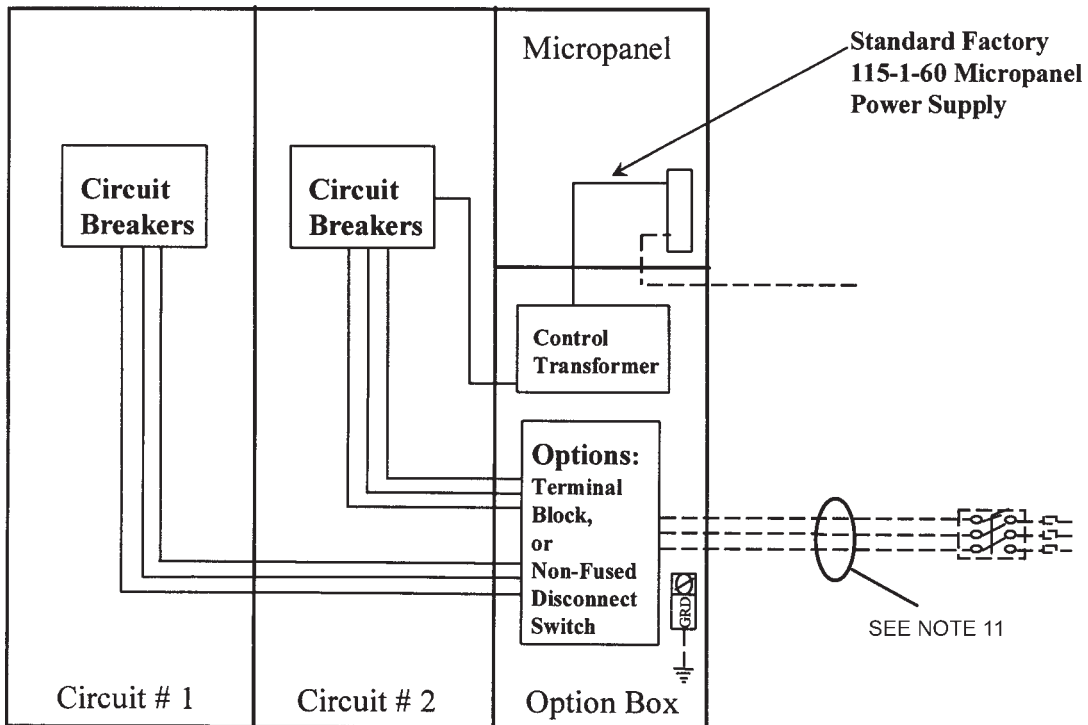 Micropanel
Standard Factory
115-1-60 Micropanel
Power Supply
Circuit
Breakers
Circuit
Breakers
Control
Transformer
Options:
Terminal
Block,
or
Non-Fused
Disconnect
Switch
GRD
SEE NOTE 11
Circuit # 1
Circuit # 2
Option Box